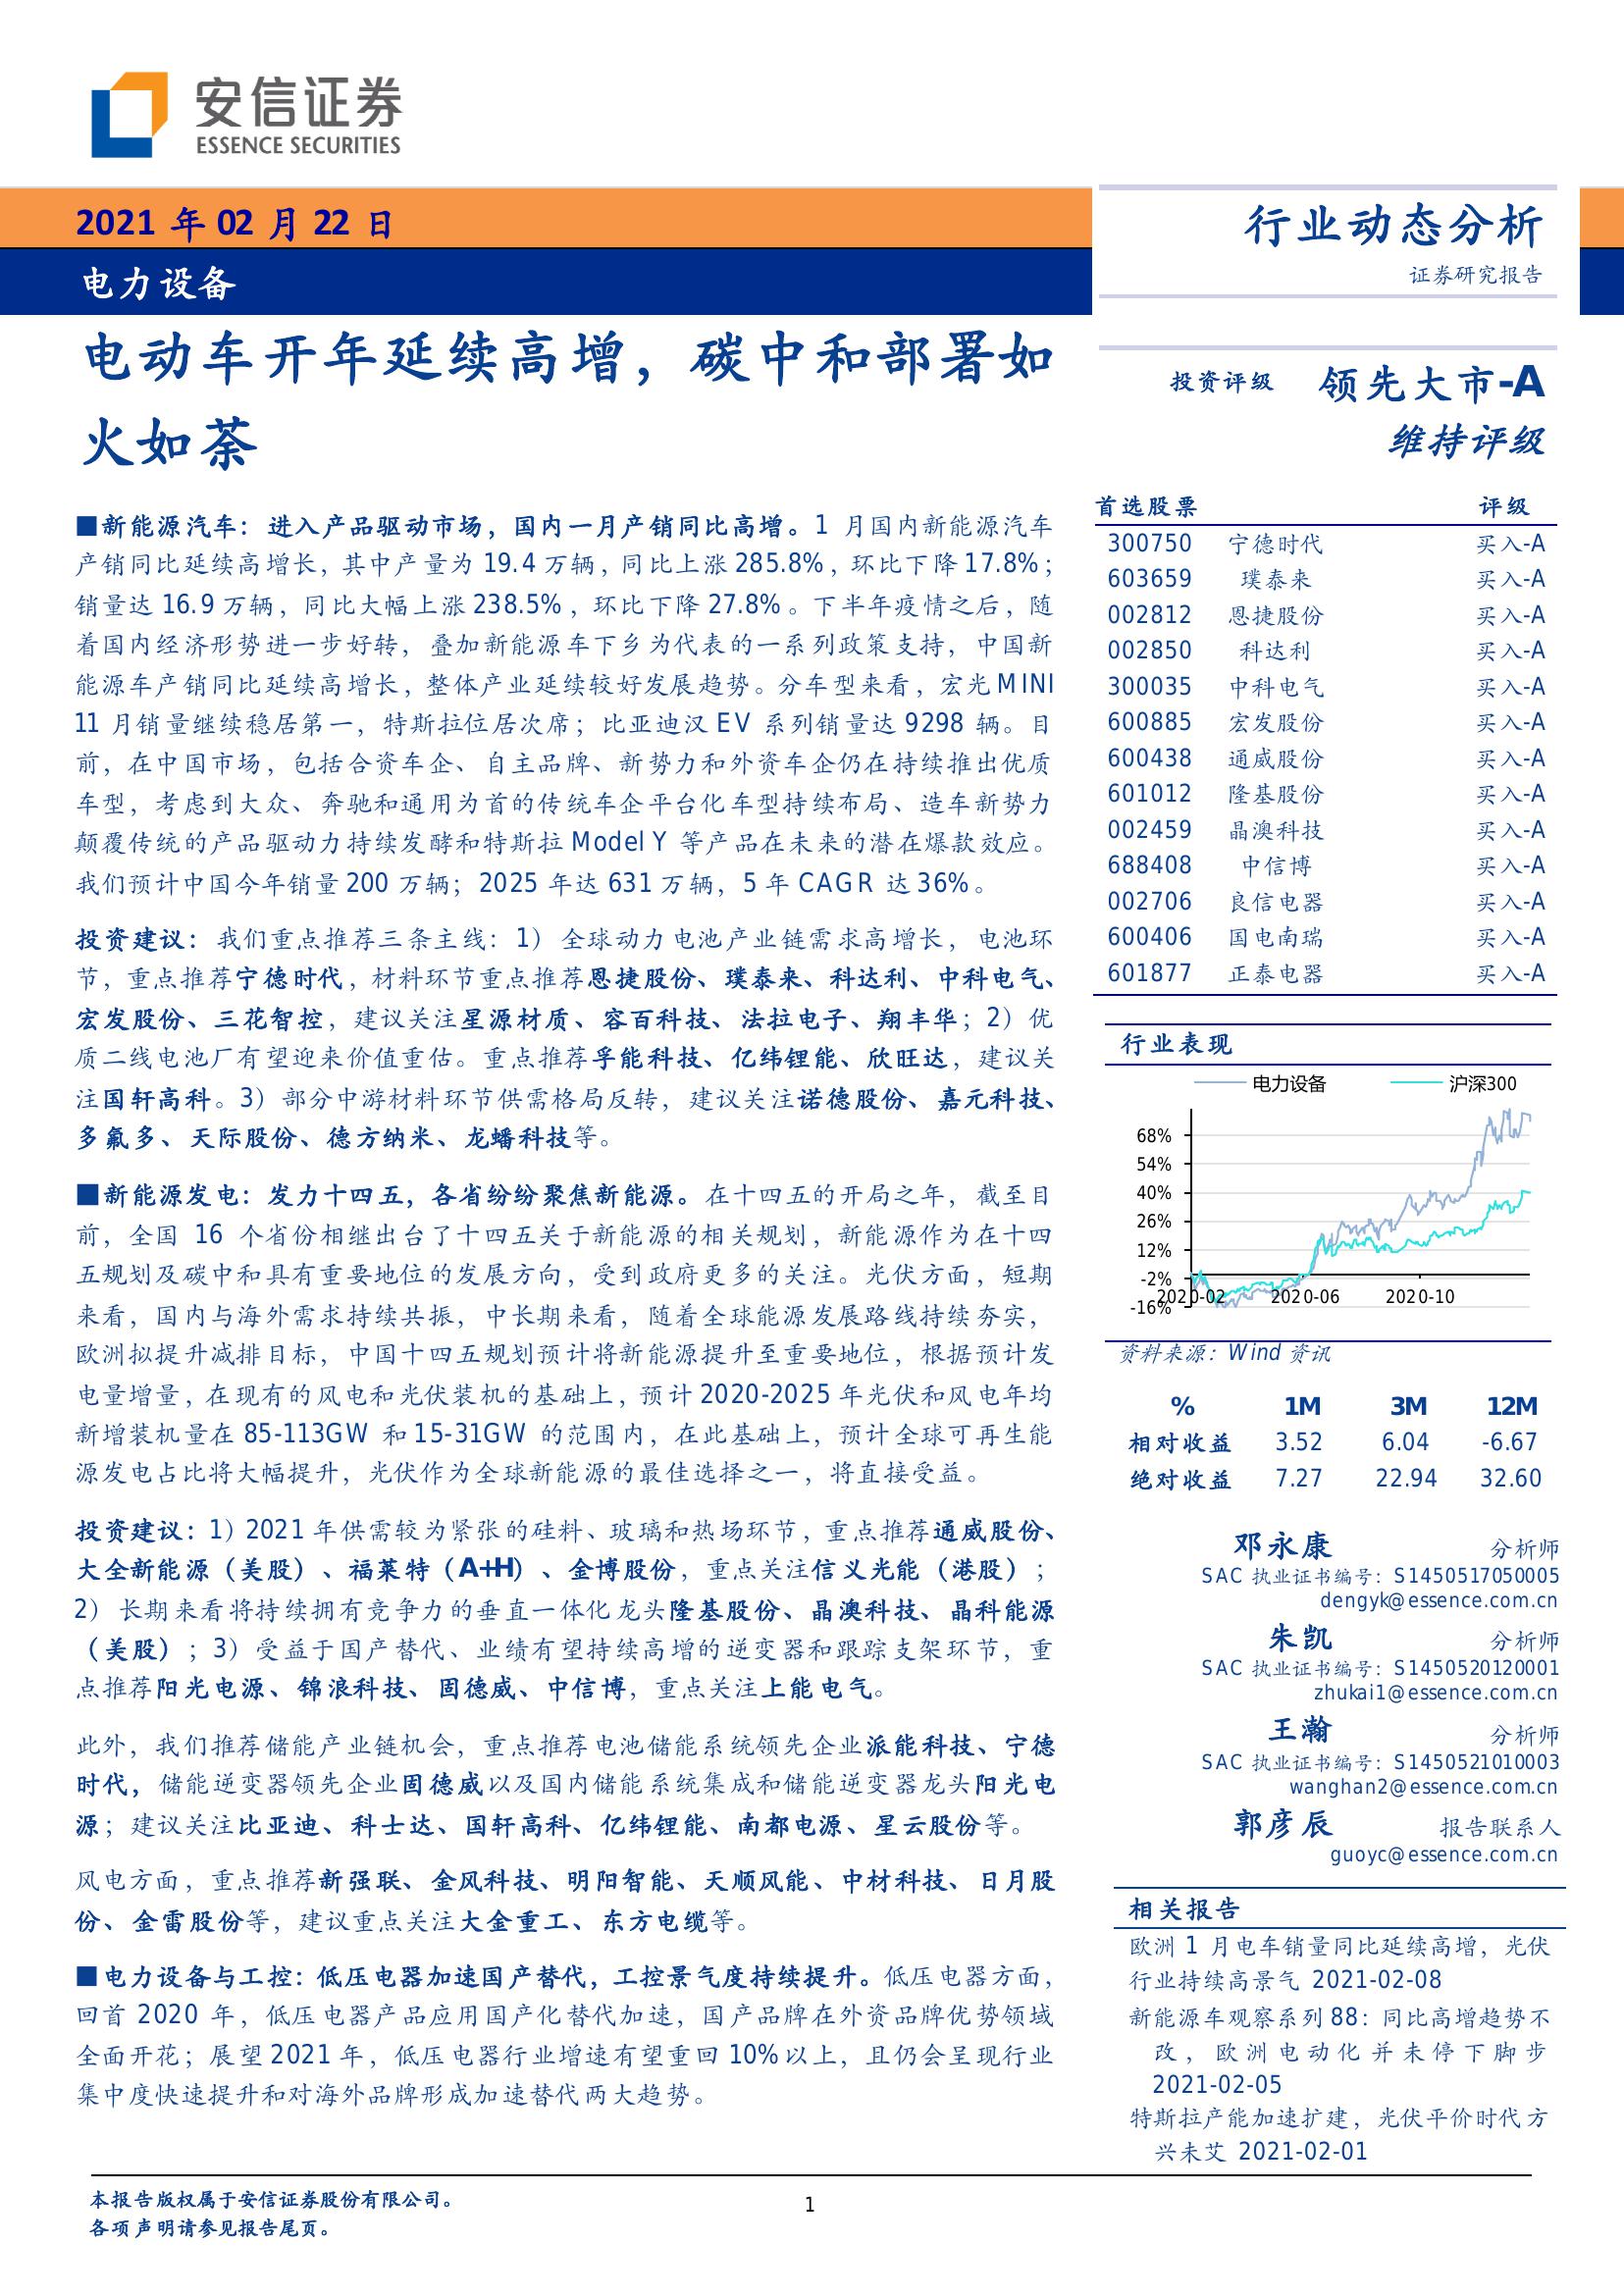 安信证券
ESSENCE SECURITIES
2021 年 02 月 22 日
电力设备
行业动态分析
证券研究报告
电动车开年延续高增，碳中和部署如
火如荼
■新能源汽车：进入产品驱动市场，国内一月产销同比高增。1 月国内新能源汽车
产销同比延续高增长，其中产量为 19.4 万辆，同比上涨 285.8%，环比下降 17.8%；
销量达 16.9 万辆，同比大幅上涨 238.5%，环比下降 27.8%。下半年疫情之后，随
着国内经济形势进一步好转，叠加新能源车下乡为代表的一系列政策支持，中国新
能源车产销同比延续高增长，整体产业延续较好发展趋势。分车型来看，宏光 MINI
11 月销量继续稳居第一，特斯拉位居次席；比亚迪汉 EV 系列销量达 9298 辆。目
前，在中国市场，包括合资车企、自主品牌、新势力和外资车企仍在持续推出优质
车型，考虑到大众、奔驰和通用为首的传统车企平台化车型持续布局、造车新势力
颠覆传统的产品驱动力持续发酵和特斯拉 Model Y 等产品在未来的潜在爆款效应。
我们预计中国今年销量 200 万辆；2025 年达 631 万辆，5 年 CAGR 达 36%。
投资建议：我们重点推荐三条主线：1）全球动力电池产业链需求高增长，电池环
节，重点推荐宁德时代，材料环节重点推荐恩捷股份、璞泰来、科达利、中科电气、
宏发股份、三花智控，建议关注星源材质、容百科技、法拉电子、翔丰华；2）优
质二线电池厂有望迎来价值重估。重点推荐孚能科技、亿纬锂能、欣旺达，建议关
注国轩高科。3）部分中游材料环节供需格局反转，建议关注诺德股份、嘉元科技、
多氟多、天际股份、德方纳米、龙蟠科技等。
■新能源发电：发力十四五，各省纷纷聚焦新能源。在十四五的开局之年，截至目
前，全国 16 个省份相继出台了十四五关于新能源的相关规划，新能源作为在十四
五规划及碳中和具有重要地位的发展方向，受到政府更多的关注。光伏方面，短期
来看，国内与海外需求持续共振，中长期来看，随着全球能源发展路线持续夯实，
欧洲拟提升减排目标，中国十四五规划预计将新能源提升至重要地位，根据预计发
电量增量，在现有的风电和光伏装机的基础上，预计 2020-2025 年光伏和风电年均
新增装机量在 85-113GW 和 15-31GW 的范围内，在此基础上，预计全球可再生能
源发电占比将大幅提升，光伏作为全球新能源的最佳选择之一，将直接受益。
投资建议：1）2021 年供需较为紧张的硅料、玻璃和热场环节，重点推荐通威股份、
大全新能源（美股）、福莱特（A+H）、金博股份，重点关注信义光能（港股）；
2）长期来看将持续拥有竞争力的垂直一体化龙头隆基股份、晶澳科技、晶科能源
（美股）；3）受益于国产替代、业绩有望持续高增的逆变器和跟踪支架环节，重
点推荐阳光电源、锦浪科技、固德威、中信博，重点关注上能电气。
此外，我们推荐储能产业链机会，重点推荐电池储能系统领先企业派能科技、宁德
时代，储能逆变器领先企业固德威以及国内储能系统集成和储能逆变器龙头阳光电
源；建议关注比亚迪、科士达、国轩高科、亿纬锂能、南都电源、星云股份等。
风电方面，重点推荐新强联、金风科技、明阳智能、天顺风能、中材科技、日月股
份、金雷股份等，建议重点关注大金重工、东方电缆等。
■电力设备与工控：低压电器加速国产替代，工控景气度持续提升。低压电器方面，
回首 2020 年，低压电器产品应用国产化替代加速，国产品牌在外资品牌优势领域
全面开花；展望 2021 年，低压电器行业增速有望重回 10%以上，且仍会呈现行业
集中度快速提升和对海外品牌形成加速替代两大趋势。
投资评级 领先大市-A
维持评级
首选股票 评级
300750 宁德时代 买入-A
603659 璞泰来 买入-A
002812 恩捷股份 买入-A
002850 科达利 买入-A
300035 中科电气 买入-A
600885 宏发股份 买入-A
600438 通威股份 买入-A
601012 隆基股份 买入-A
002459 晶澳科技 买入-A
688408 中信博 买入-A
002706 良信电器 买入-A
600406 国电南瑞 买入-A
601877 正泰电器 买入-A
行业表现
电力设备 沪深300
68%
54%
40%
26%
12%
-2%
-16%
2020-02 2020-06 2020-10
资料来源：Wind 资讯
% 1M 3M 12M
相对收益 3.52 6.04 -6.67
绝对收益 7.27 22.94 32.60
邓永康 分析师
SAC 执业证书编号：S1450517050005
dengyk@essence.com.cn
朱凯 分析师
SAC 执业证书编号：S1450520120001
zhukai1@essence.com.cn
王瀚 分析师
SAC 执业证书编号：S1450521010003
wanghan2@essence.com.cn
郭彦辰 报告联系人
guoyc@essence.com.cn
相关报告
欧洲 1 月电车销量同比延续高增，光伏
行业持续高景气 2021-02-08
新能源车观察系列 88：同比高增趋势不
改，欧洲电动化并未停下脚步
2021-02-05
特斯拉产能加速扩建，光伏平价时代方
兴未艾 2021-02-01
本报告版权属于安信证券股份有限公司。
各项声明请参见报告尾页。
1